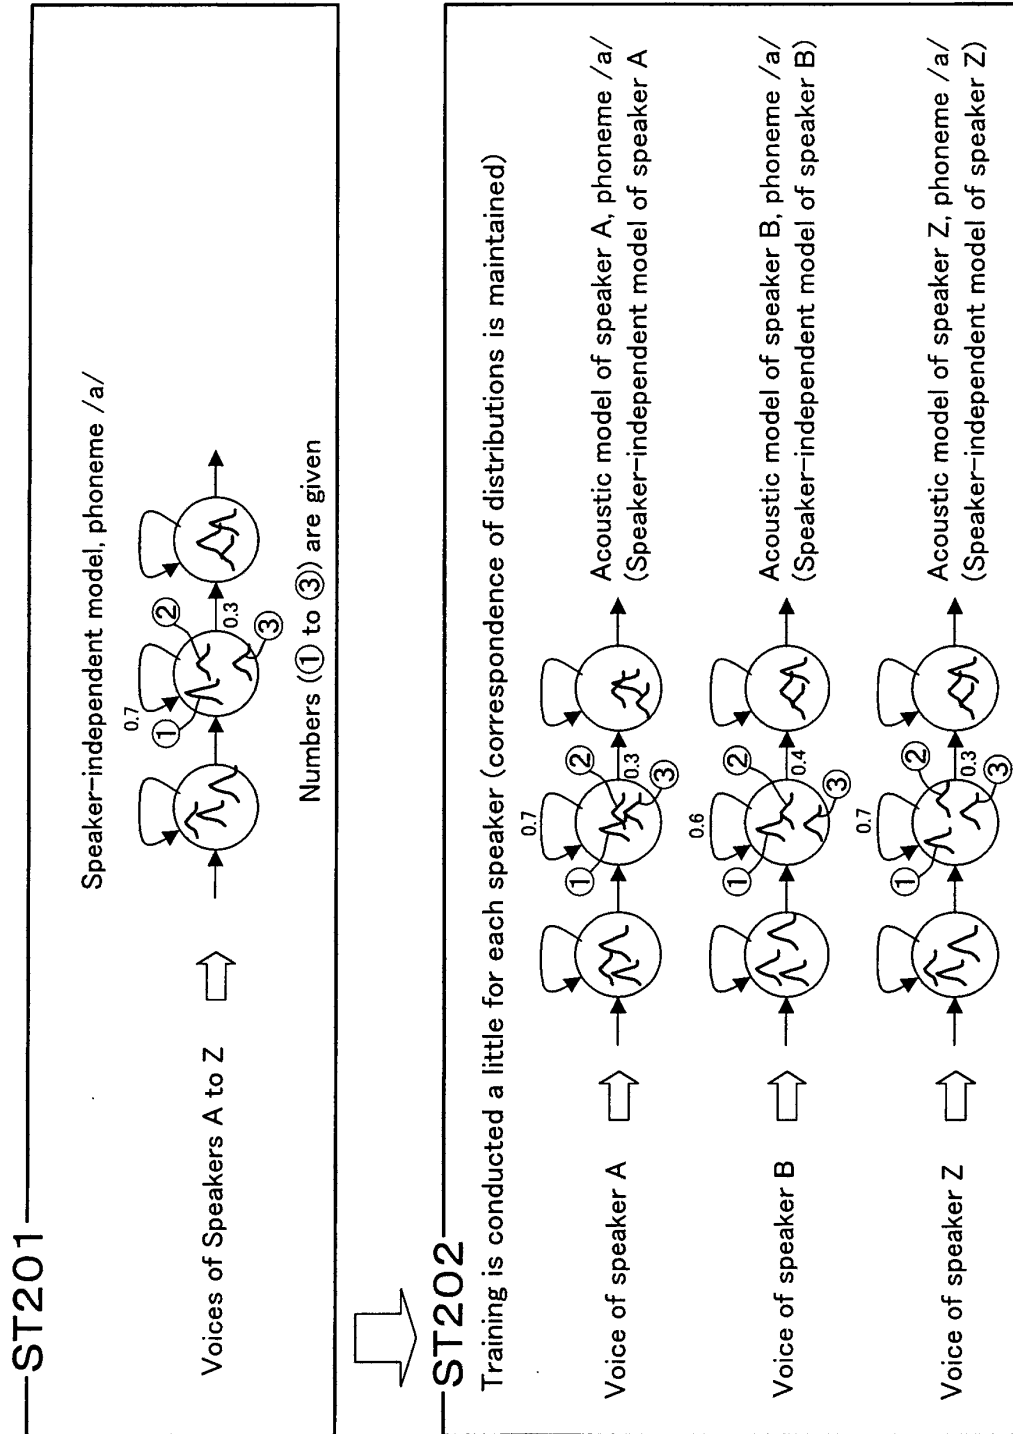 ST201
Speaker-independent model, phoneme /a/
0.7
①
②
0.3
③
Voices of Speakers A to Z
Numbers (① to ③) are given
ST202
Training is conducted a little for each speaker (correspondence of distributions is maintained)
0.7
①
②
0.3
③
Voice of speaker A
Acoustic model of speaker A, phoneme /a/
(Speaker-independent model of speaker A
0.6
①
②
0.4
③
Voice of speaker B
Acoustic model of speaker B, phoneme /a/
(Speaker-independent model of speaker B)
0.7
①
②
0.3
③
Voice of speaker Z
Acoustic model of speaker Z, phoneme /a/
(Speaker-independent model of speaker Z)